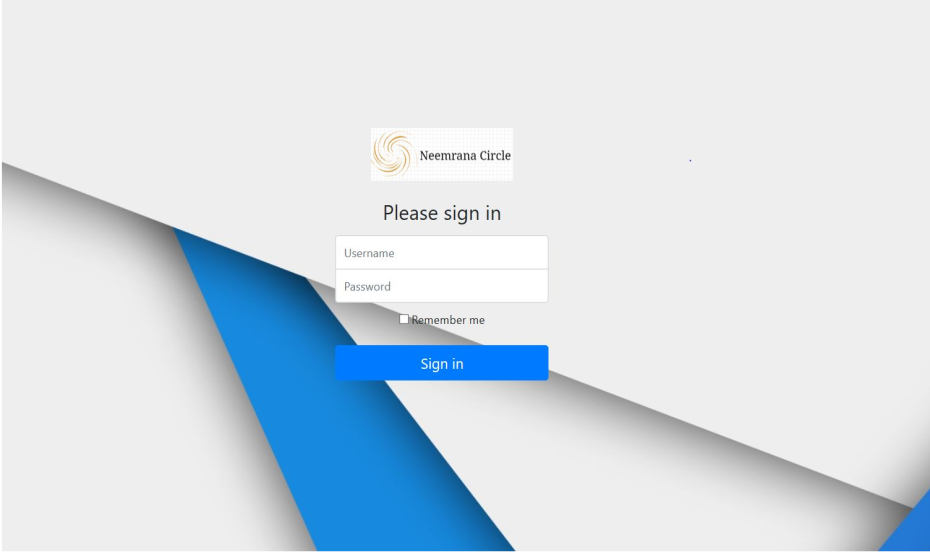 Neemrana Circle
Please sign in
Username
Password
Remember me
Sign in